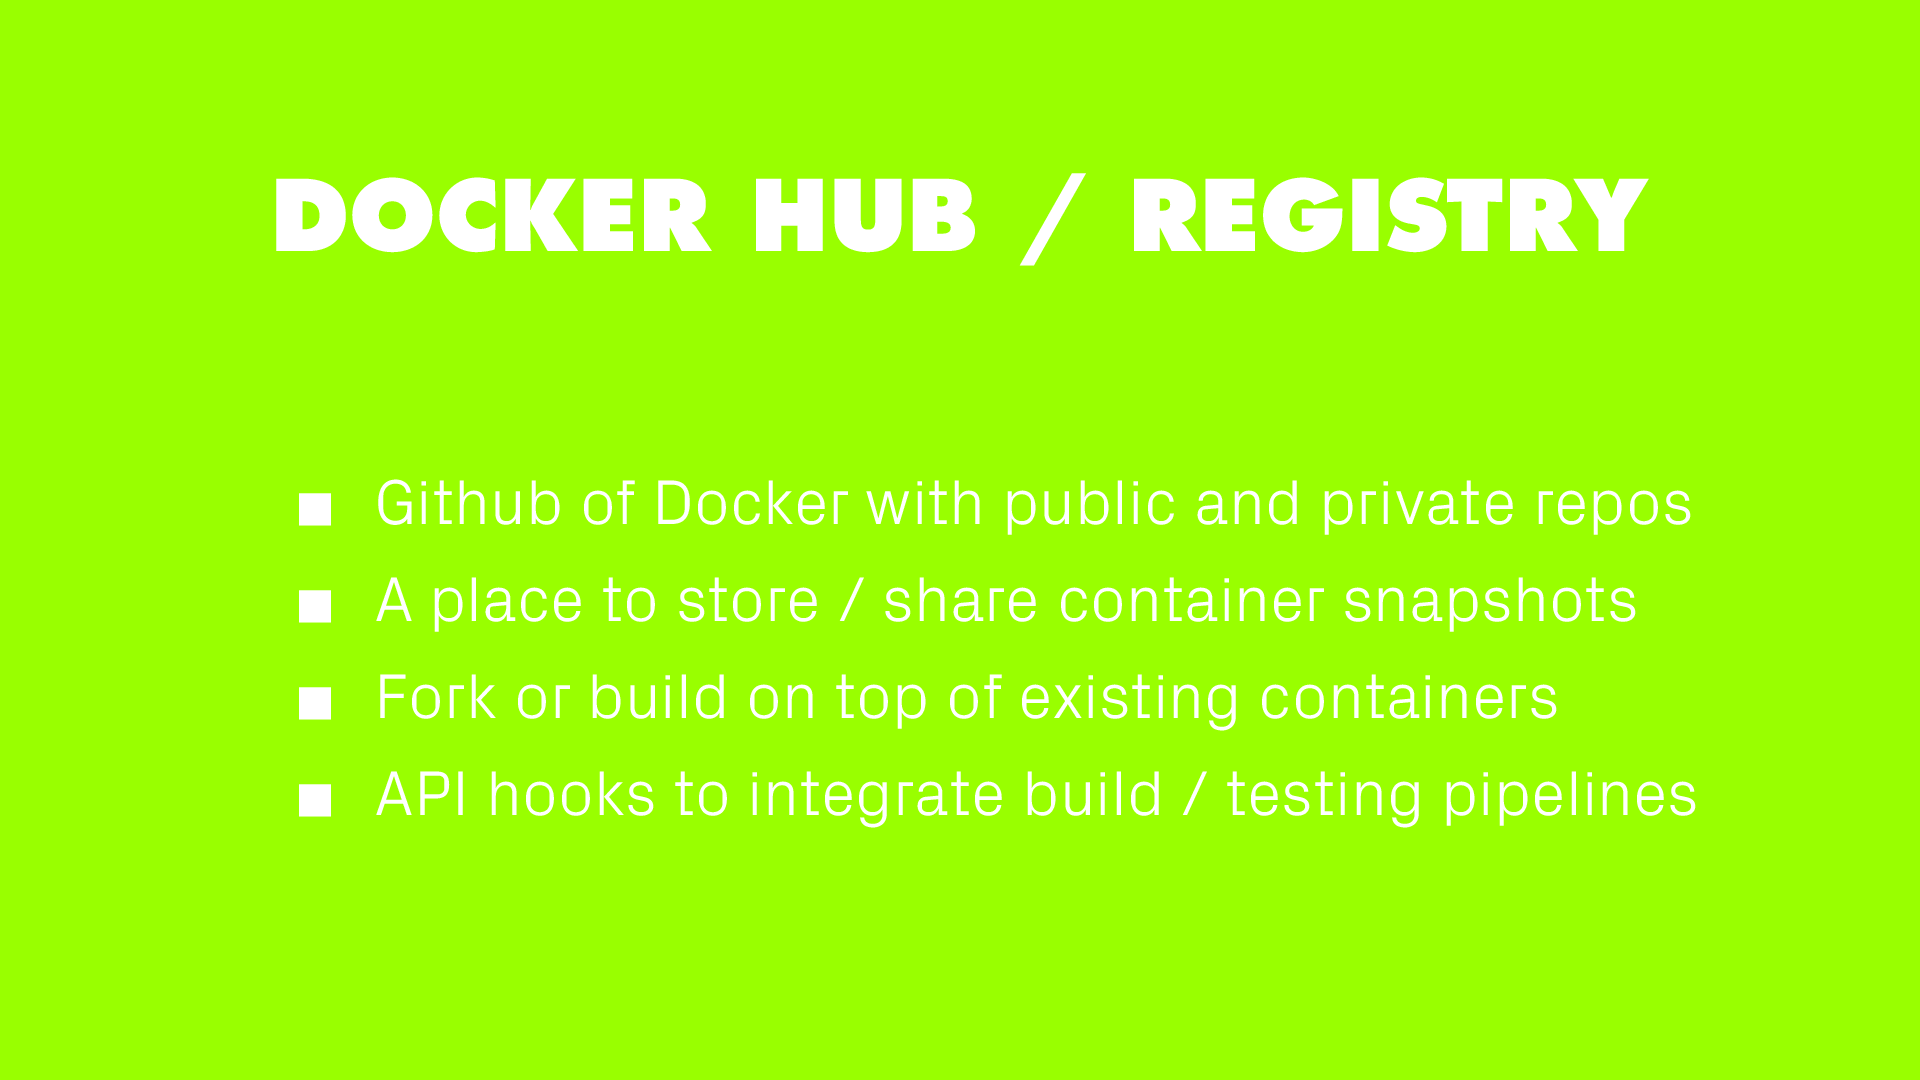 DOCKER HUB / REGISTRY
■ Github of Docker with public and private repos
■ A place to store / share container snapshots
■ Fork or build on top of existing containers
■ API hooks to integrate build / testing pipelines